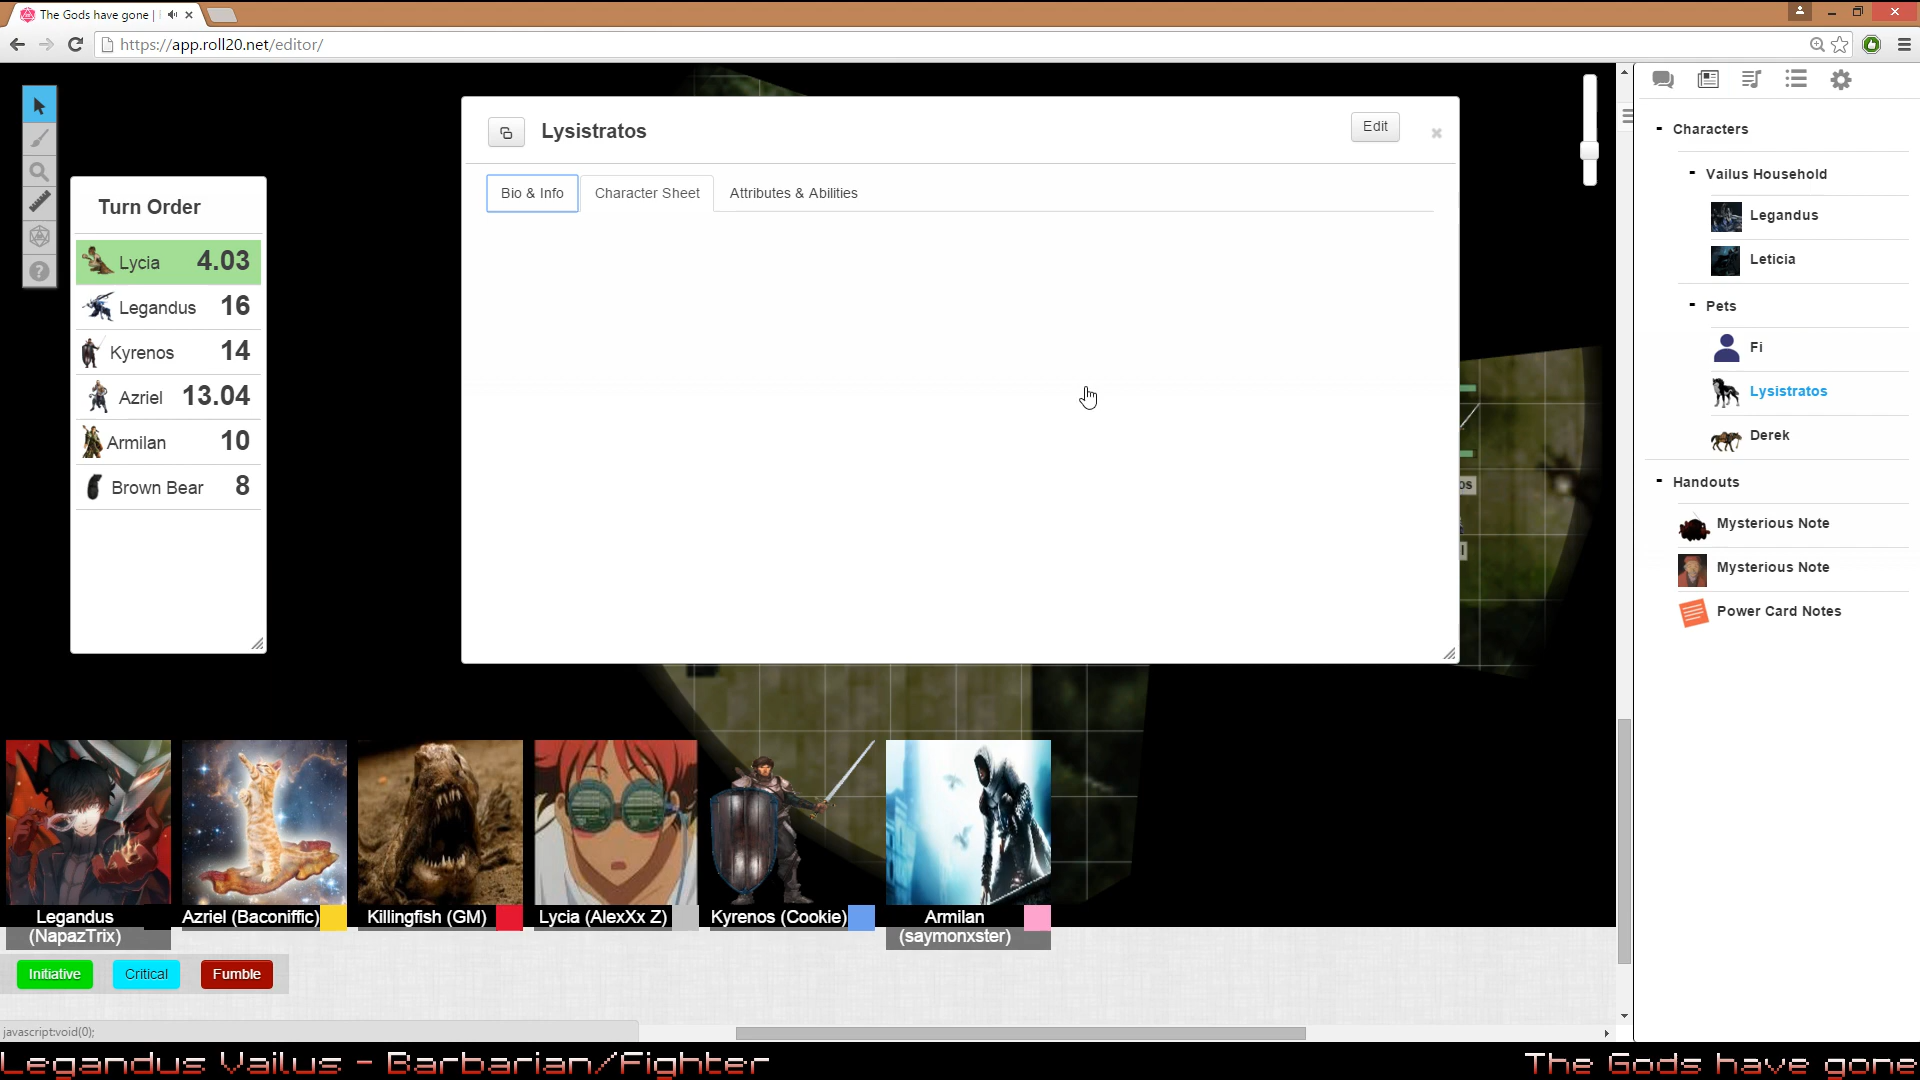 The Gods have gone |
https://app.roll20.net/editor/
Lysistratos
Edit
Bio & Info
Character Sheet
Attributes & Abilities
Turn Order
Lycia 4.03
Legandus 16
Kyrenos 14
Azriel 13.04
Armilan 10
Brown Bear 8
Characters
Vailus Household
Legandus
Leticia
Pets
Fi
Lysistratos
Derek
Handouts
Mysterious Note
Mysterious Note
Power Card Notes
os
Legandus
(NapazTrix)
Azriel (Baconiffic)
Killingfish (GM)
Lycia (AlexXx Z)
Kyrenos (Cookie)
Armilan
(saymonxster)
Initiative
Critical
Fumble
javascript:void(0);
Legandus Vailus - Barbarian/Fighter
The Gods have gone